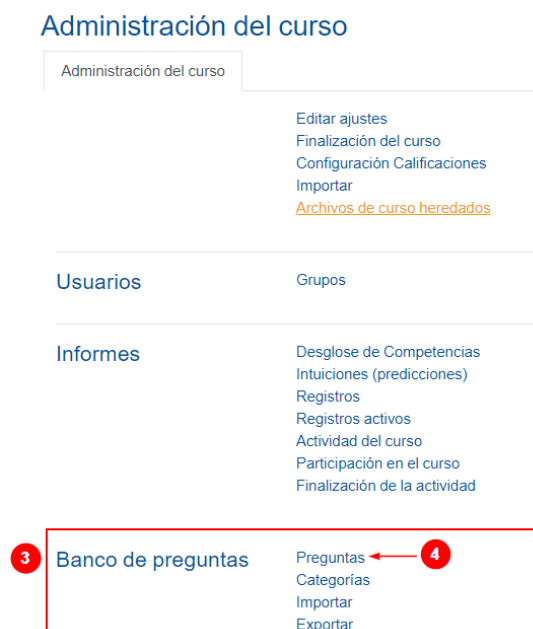 Administración del curso
Administración del curso
Editar ajustes
Finalización del curso
Configuración Calificaciones
Importar
Archivos de curso heredados
Usuarios
Grupos
Informes
Desglose de Competencias
Intuiciones (predicciones)
Registros
Registros activos
Actividad del curso
Participación en el curso
Finalización de la actividad
3
Banco de preguntas
Preguntas
4
Categorías
Importar
Exportar